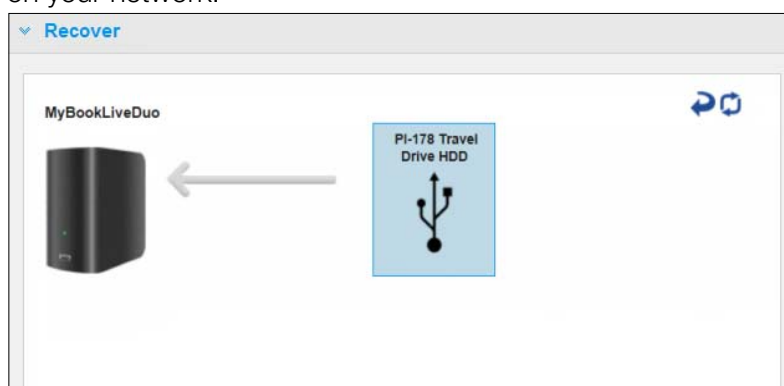 on your network.
Recover
MyBookLiveDuo
PI-178 Travel
Drive HDD